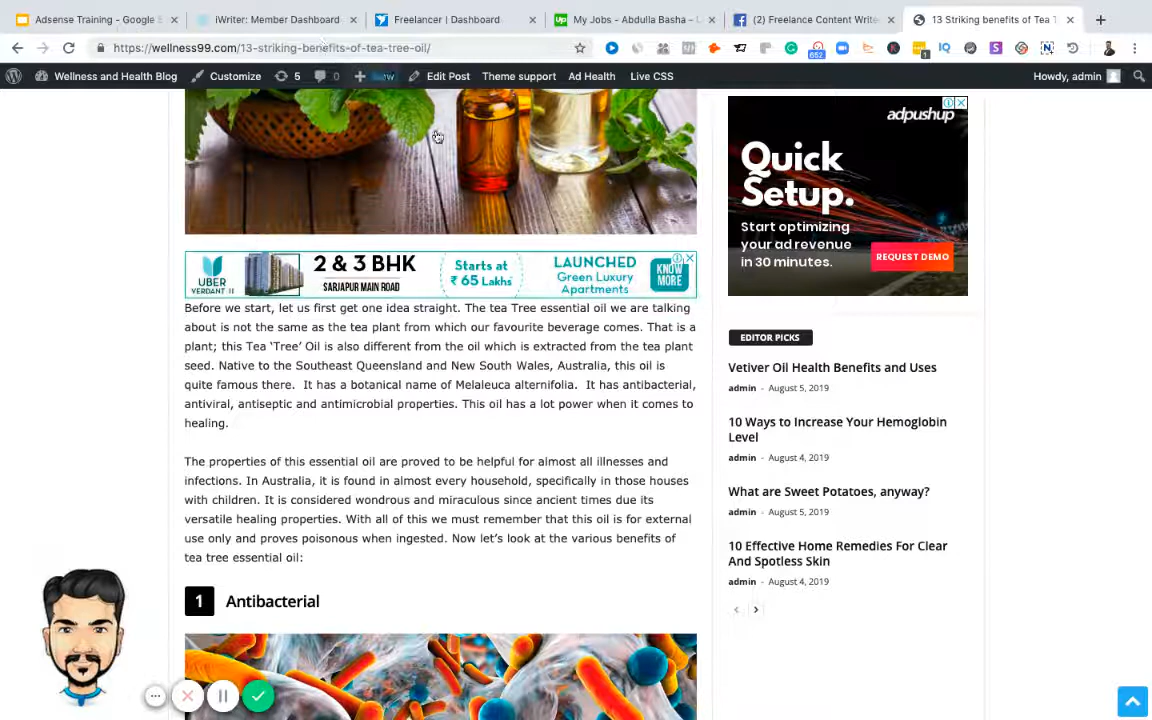 Adsense Training - Google S
iWriter: Member Dashboard
Freelancer | Dashboard
My Jobs - Abdulla Basha – L
(2) Freelance Content Write
13 Striking benefits of Tea T
https://wellness99.com/13-striking-benefits-of-tea-tree-oil/
652
IQ
1
Wellness and Health Blog
Customize
5
0
New
Edit Post
Theme support
Ad Health
Live CSS
Howdy, admin
adpushup
Quick
Setup.
Start optimizing
your ad revenue
in 30 minutes.
REQUEST DEMO
UBER
VERDANT II
2 & 3 BHK
SARJAPUR MAIN ROAD
Starts at
₹ 65 Lakhs
LAUNCHED
Green Luxury
Apartments
KNOW
MORE
Before we start, let us first get one idea straight. The tea Tree essential oil we are talking
about is not the same as the tea plant from which our favourite beverage comes. That is a
plant; this Tea ‘Tree’ Oil is also different from the oil which is extracted from the tea plant
seed. Native to the Southeast Queensland and New South Wales, Australia, this oil is
quite famous there.  It has a botanical name of Melaleuca alternifolia.  It has antibacterial,
antiviral, antiseptic and antimicrobial properties. This oil has a lot power when it comes to
healing.
The properties of this essential oil are proved to be helpful for almost all illnesses and
infections. In Australia, it is found in almost every household, specifically in those houses
with children. It is considered wondrous and miraculous since ancient times due its
versatile healing properties. With all of this we must remember that this oil is for external
use only and proves poisonous when ingested. Now let’s look at the various benefits of
tea tree essential oil:
1 Antibacterial
EDITOR PICKS
Vetiver Oil Health Benefits and Uses
admin - August 5, 2019
10 Ways to Increase Your Hemoglobin
Level
admin - August 4, 2019
What are Sweet Potatoes, anyway?
admin - August 5, 2019
10 Effective Home Remedies For Clear
And Spotless Skin
admin - August 4, 2019